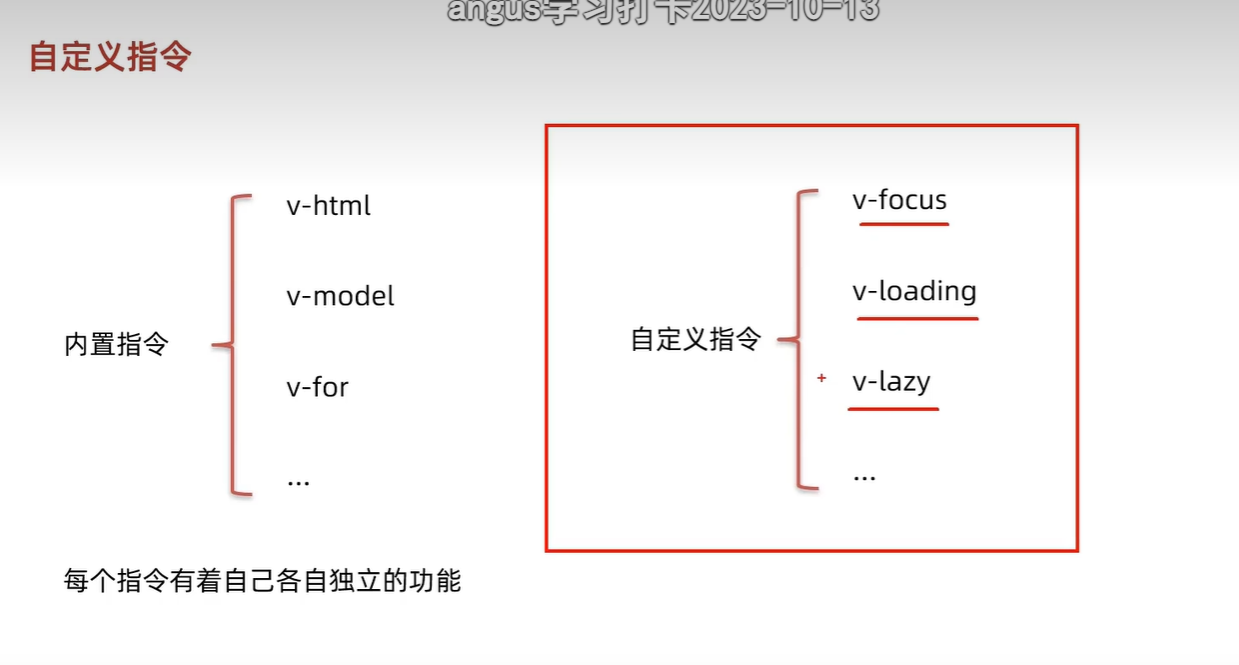 angus学习打卡2023-10-13
自定义指令
内置指令
v-html
v-model
v-for
...
自定义指令
v-focus
v-loading
v-lazy
...
每个指令有着自己各自独立的功能